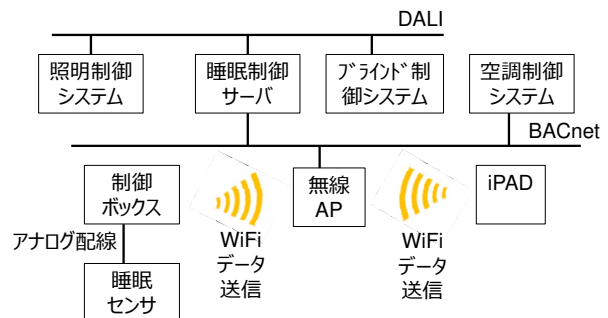 DALI
照明制御
システム
睡眠制御
サーバ
ブラインド制
御システム
空調制御
システム
BACnet
制御
ボックス
無線
AP
iPAD
アナログ配線
WiFi
データ
送信
WiFi
データ
送信
睡眠
センサ